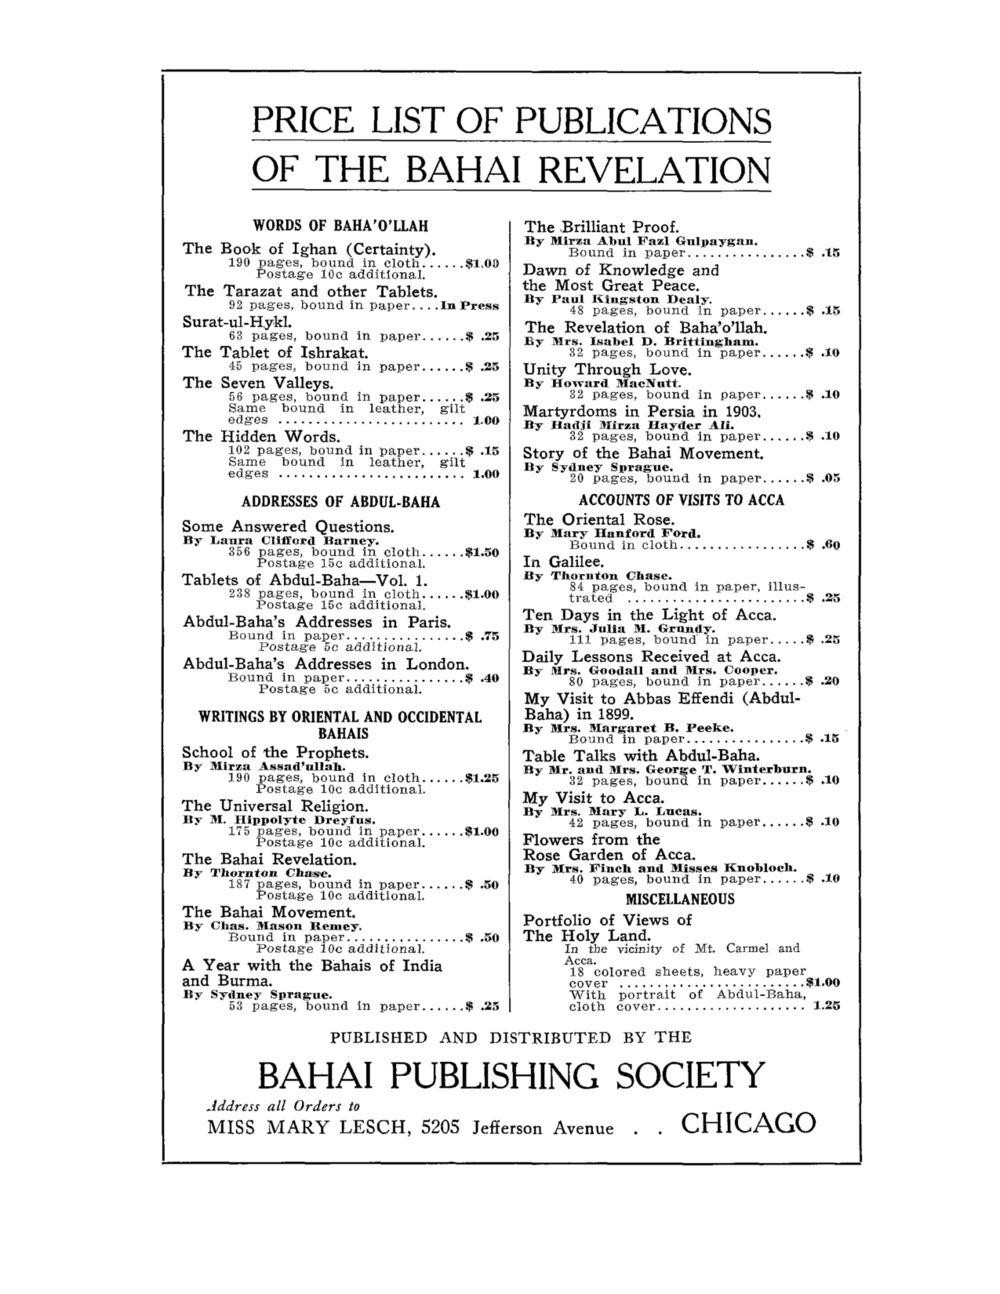 PRICE LIST OF PUBLICATIONS
OF THE BAHAI REVELATION
WORDS OF BAHA'O'LLAH
The Book of Ighan (Certainty).
190 pages, bound in cloth......$1.00
Postage 10c additional.
The Tarazat and other Tablets.
92 pages, bound in paper....In Press
Surat-ul-Hykl.
63 pages, bound in paper......$ .25
The Tablet of Ishrakat.
45 pages, bound in paper......$ .25
The Seven Valleys.
56 pages, bound in paper......$ .25
Same bound in leather, gilt
edges ......................... 1.00
The Hidden Words.
102 pages, bound in paper......$ .15
Same bound in leather, gilt
edges ......................... 1.00
ADDRESSES OF ABDUL-BAHA
Some Answered Questions.
By Laura Clifford Barney.
356 pages, bound in cloth......$1.50
Postage 15c additional.
Tablets of Abdul-Baha—Vol. 1.
238 pages, bound in cloth......$1.00
Postage 15c additional.
Abdul-Baha's Addresses in Paris.
Bound in paper................$ .75
Postage 5c additional.
Abdul-Baha's Addresses in London.
Bound in paper................$ .40
Postage 5c additional.
WRITINGS BY ORIENTAL AND OCCIDENTAL
BAHAIS
School of the Prophets.
By Mirza Assad'ullah.
190 pages, bound in cloth......$1.25
Postage 10c additional.
The Universal Religion.
By M. Hippolyte Dreyfus.
175 pages, bound in paper......$1.00
Postage 10c additional.
The Bahai Revelation.
By Thornton Chase.
187 pages, bound in paper......$ .50
Postage 10c additional.
The Bahai Movement.
By Chas. Mason Remey.
Bound in paper................$ .50
Postage 10c additional.
A Year with the Bahais of India
and Burma.
By Sydney Sprague.
53 pages, bound in paper......$ .25
The Brilliant Proof.
By Mirza Abul Fazl Gulpaygan.
Bound in paper................$ .15
Dawn of Knowledge and
the Most Great Peace.
By Paul Kingston Dealy.
48 pages, bound in paper......$ .15
The Revelation of Baha'o'llah.
By Mrs. Isabel D. Brittingham.
32 pages, bound in paper......$ .10
Unity Through Love.
By Howard MacNutt.
32 pages, bound in paper......$ .10
Martyrdoms in Persia in 1903.
By Hadji Mirza Hayder Ali.
32 pages, bound in paper......$ .10
Story of the Bahai Movement.
By Sydney Sprague.
20 pages, bound in paper......$ .05
ACCOUNTS OF VISITS TO ACCA
The Oriental Rose.
By Mary Hanford Ford.
Bound in cloth.................$ .60
In Galilee.
By Thornton Chase.
84 pages, bound in paper, illus-
trated ........................$ .25
Ten Days in the Light of Acca.
By Mrs. Julia M. Grundy.
111 pages, bound in paper.....$ .25
Daily Lessons Received at Acca.
By Mrs. Goodall and Mrs. Cooper.
80 pages, bound in paper......$ .20
My Visit to Abbas Effendi (Abdul-
Baha) in 1899.
By Mrs. Margaret B. Peeke.
Bound in paper................$ .15
Table Talks with Abdul-Baha.
By Mr. and Mrs. George T. Winterburn.
32 pages, bound in paper......$ .10
My Visit to Acca.
By Mrs. Mary L. Lucas.
42 pages, bound in paper......$ .10
Flowers from the
Rose Garden of Acca.
By Mrs. Finch and Misses Knobloch.
40 pages, bound in paper......$ .10
MISCELLANEOUS
Portfolio of Views of
The Holy Land.
In the vicinity of Mt. Carmel and
Acca.
18 colored sheets, heavy paper
cover .........................$1.00
With portrait of Abdul-Baha,
cloth cover.................... 1.25
PUBLISHED AND DISTRIBUTED BY THE
BAHAI PUBLISHING SOCIETY
Address all Orders to
MISS MARY LESCH, 5205 Jefferson Avenue . . CHICAGO